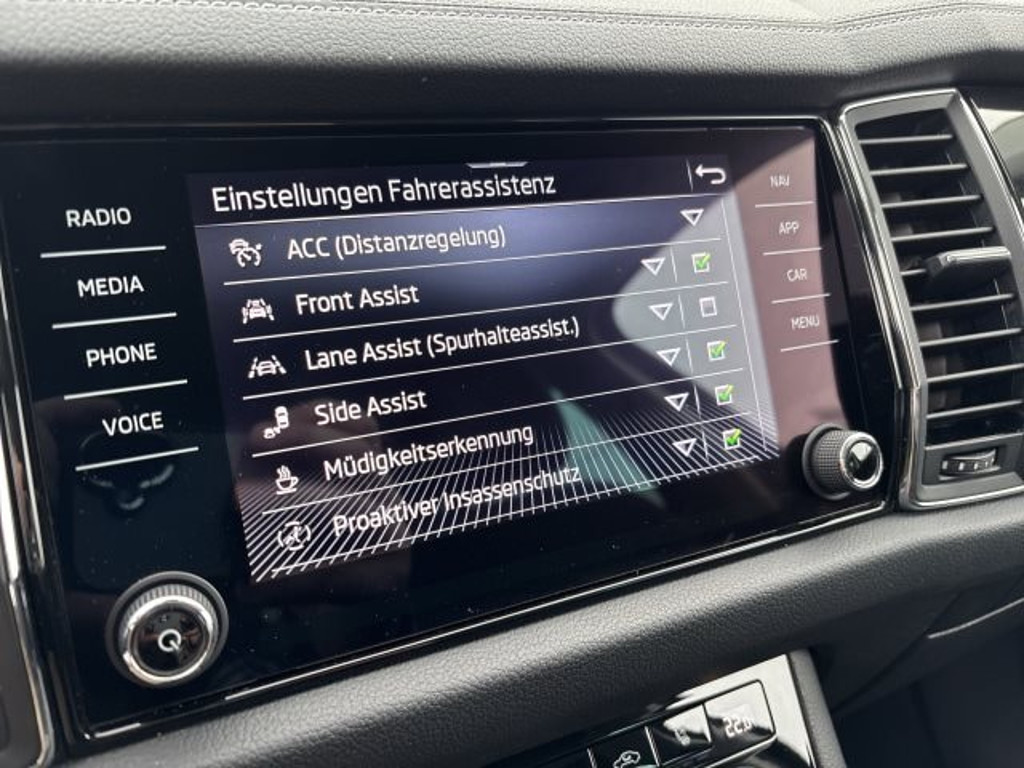 RADIO
MEDIA
PHONE
VOICE
Einstellungen Fahrerassistenz
ACC (Distanzregelung)
Front Assist
Lane Assist (Spurhalteassist.)
Side Assist
Müdigkeitserkennung
Proaktiver Insassenschutz
NAV
APP
CAR
MENU